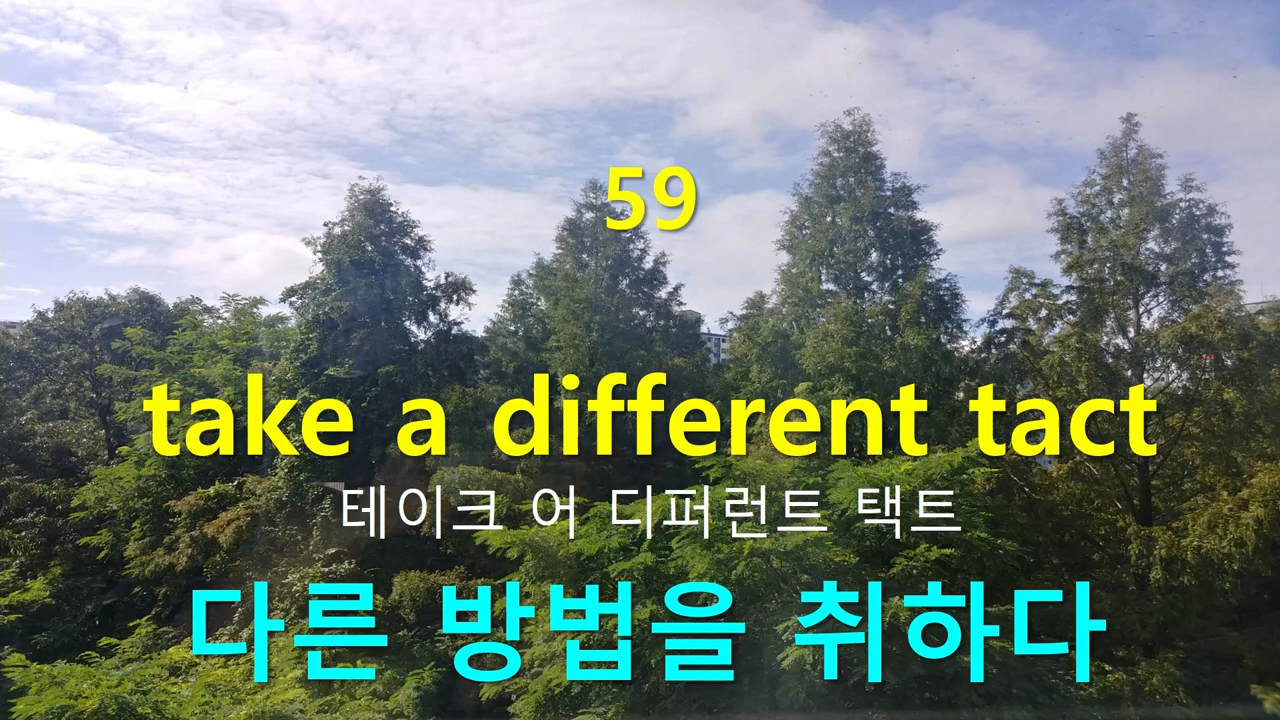 59
take a different tact
테이크 어 디퍼런트 택트
다른 방법을 취하다